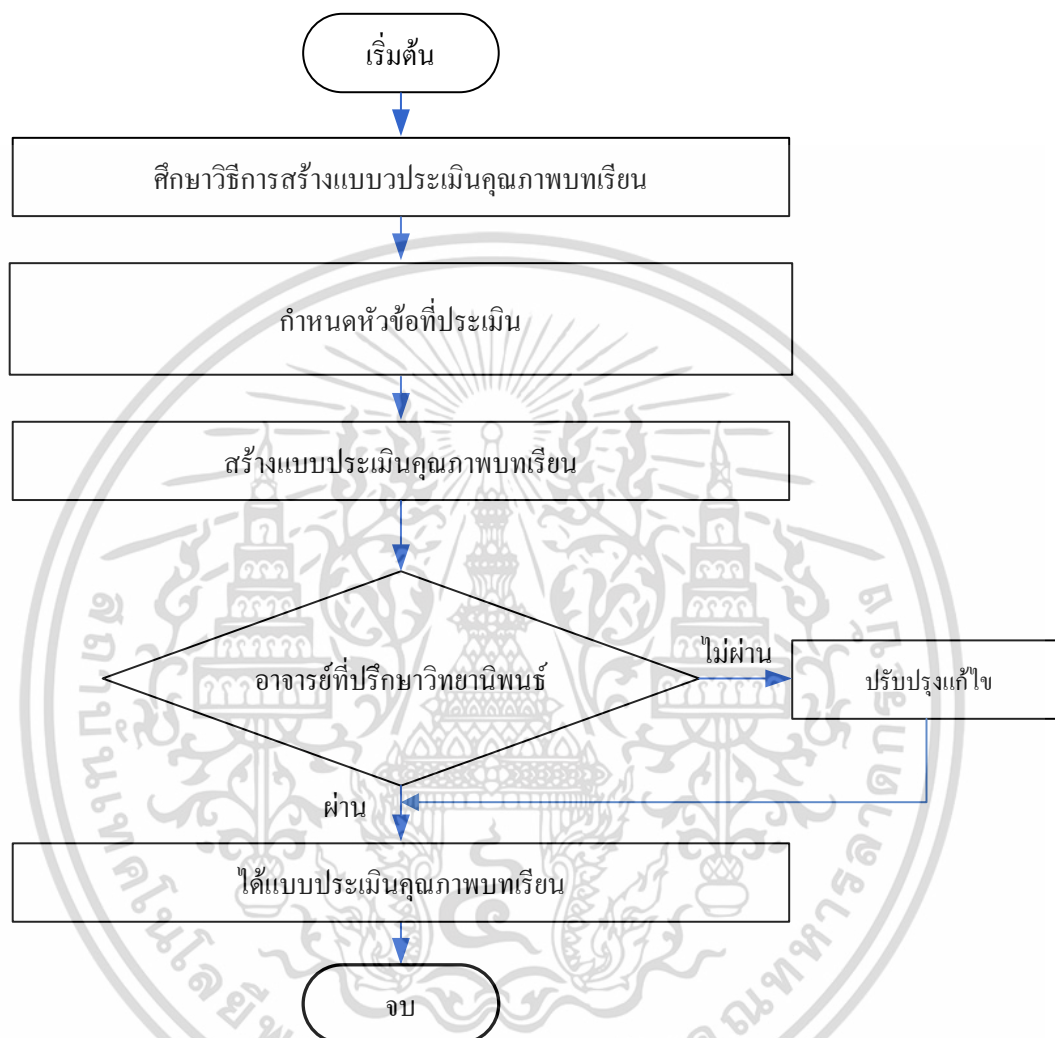 เริ่มต้น
ศึกษาวิธีการสร้างแบบวประเมินคุณภาพบทเรียน
กำหนดหัวข้อที่ประเมิน
สร้างแบบประเมินคุณภาพบทเรียน
อาจารย์ที่ปรึกษาวิทยานิพนธ์
ไม่ผ่าน
ปรับปรุงแก้ไข
ผ่าน
ได้แบบประเมินคุณภาพบทเรียน
จบ